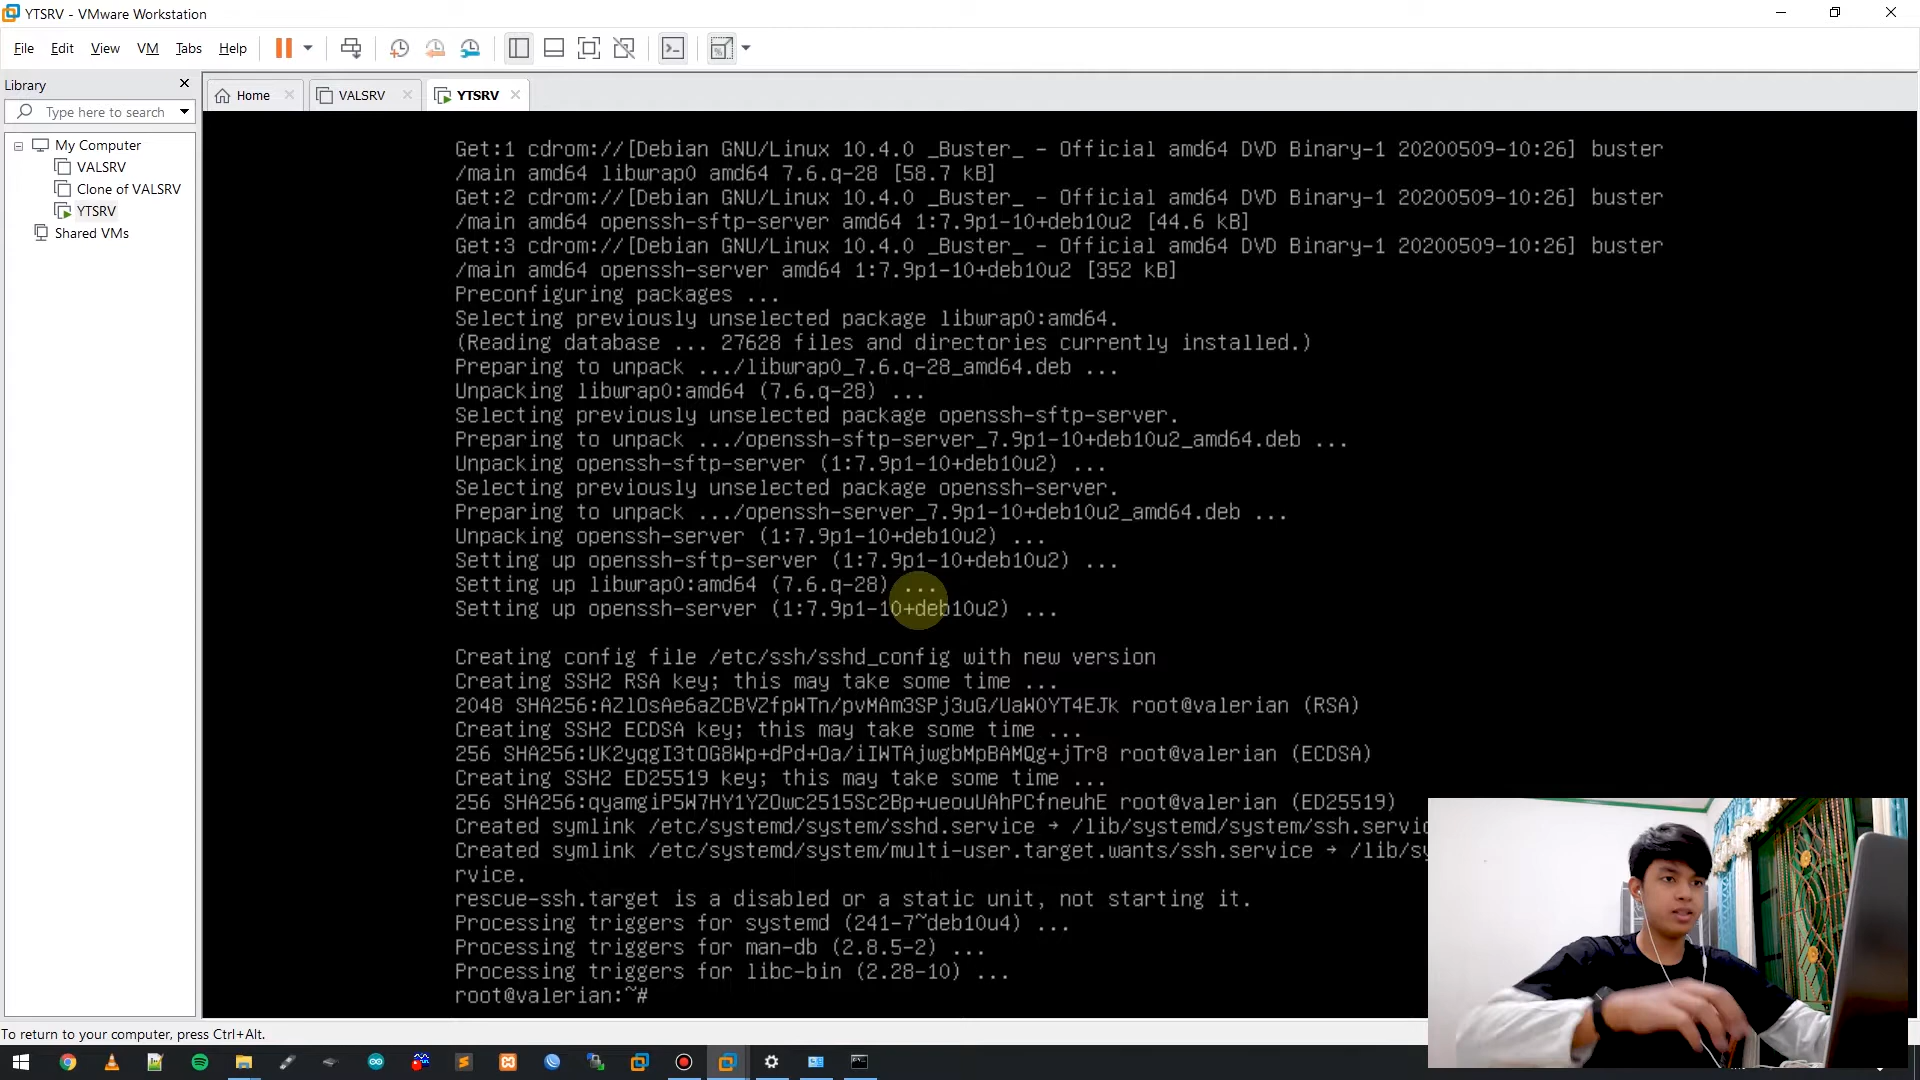 YTSRV - VMware Workstation
File Edit View VM Tabs Help
Library
Type here to search
My Computer
VALSRV
Clone of VALSRV
YTSRV
Shared VMs
Home VALSRV YTSRV
Get:1 cdrom://[Debian GNU/Linux 10.4.0 _Buster_ - Official amd64 DVD Binary-1 20200509-10:26] buster
/main amd64 libwrap0 amd64 7.6.q-28 [58.7 kB]
Get:2 cdrom://[Debian GNU/Linux 10.4.0 _Buster_ - Official amd64 DVD Binary-1 20200509-10:26] buster
/main amd64 openssh-sftp-server amd64 1:7.9p1-10+deb10u2 [44.6 kB]
Get:3 cdrom://[Debian GNU/Linux 10.4.0 _Buster_ - Official amd64 DVD Binary-1 20200509-10:26] buster
/main amd64 openssh-server amd64 1:7.9p1-10+deb10u2 [352 kB]
Preconfiguring packages ...
Selecting previously unselected package libwrap0:amd64.
(Reading database ... 27628 files and directories currently installed.)
Preparing to unpack .../libwrap0_7.6.q-28_amd64.deb ...
Unpacking libwrap0:amd64 (7.6.q-28) ...
Selecting previously unselected package openssh-sftp-server.
Preparing to unpack .../openssh-sftp-server_7.9p1-10+deb10u2_amd64.deb ...
Unpacking openssh-sftp-server (1:7.9p1-10+deb10u2) ...
Selecting previously unselected package openssh-server.
Preparing to unpack .../openssh-server_7.9p1-10+deb10u2_amd64.deb ...
Unpacking openssh-server (1:7.9p1-10+deb10u2) ...
Setting up openssh-sftp-server (1:7.9p1-10+deb10u2) ...
Setting up libwrap0:amd64 (7.6.q-28) ...
Setting up openssh-server (1:7.9p1-10+deb10u2) ...
Creating config file /etc/ssh/sshd_config with new version
Creating SSH2 RSA key; this may take some time ...
2048 SHA256:AZlOsAe6aZCBVZfpWTn/pvMAm3SPj3uG/UaWOYT4EJk root@valerian (RSA)
Creating SSH2 ECDSA key; this may take some time ...
256 SHA256:UK2yqgI3tOG8Wp+dPd+Oa/iIWTAjwgbMpBAMQg+jTr8 root@valerian (ECDSA)
Creating SSH2 ED25519 key; this may take some time ...
256 SHA256:qyamgiP5W7HY1YZOwc2515Sc2Bp+ueouUAhPCfneuhE root@valerian (ED25519)
Created symlink /etc/systemd/system/sshd.service → /lib/systemd/system/ssh.servic
Created symlink /etc/systemd/system/multi-user.target.wants/ssh.service → /lib/sy
rvice.
rescue-ssh.target is a disabled or a static unit, not starting it.
Processing triggers for systemd (241-7~deb10u4) ...
Processing triggers for man-db (2.8.5-2) ...
Processing triggers for libc-bin (2.28-10) ...
root@valerian:~#
To return to your computer, press Ctrl+Alt.